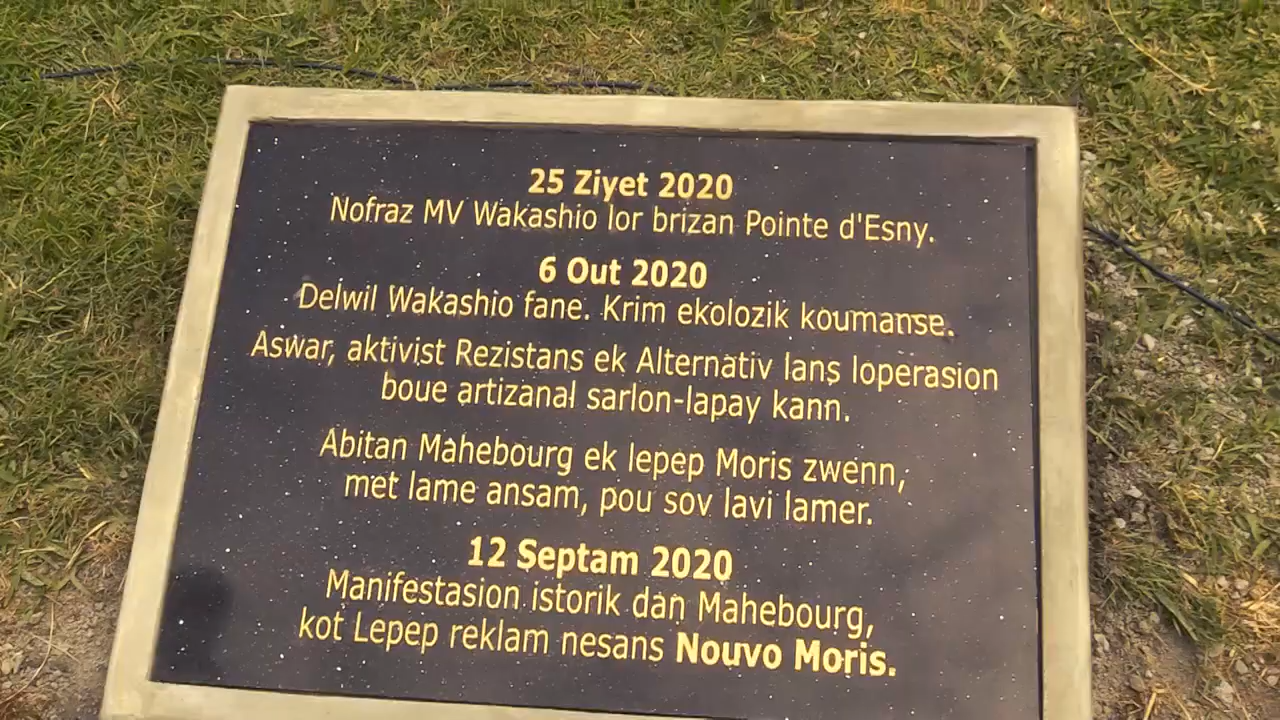 25 Ziyet 2020
Nofraz MV Wakashio lor brizan Pointe d'Esny.
6 Out 2020
Delwil Wakashio fane. Krim ekolozik koumanse.
Aswar, aktivist Rezistans ek Alternativ lans loperasion
boue artizanal sarlon-lapay kann.
Abitan Mahebourg ek lepep Moris zwenn,
met lame ansam, pou sov lavi lamer.
12 Septam 2020
Manifestasion istorik dan Mahebourg,
kot Lepep reklam nesans Nouvo Moris.